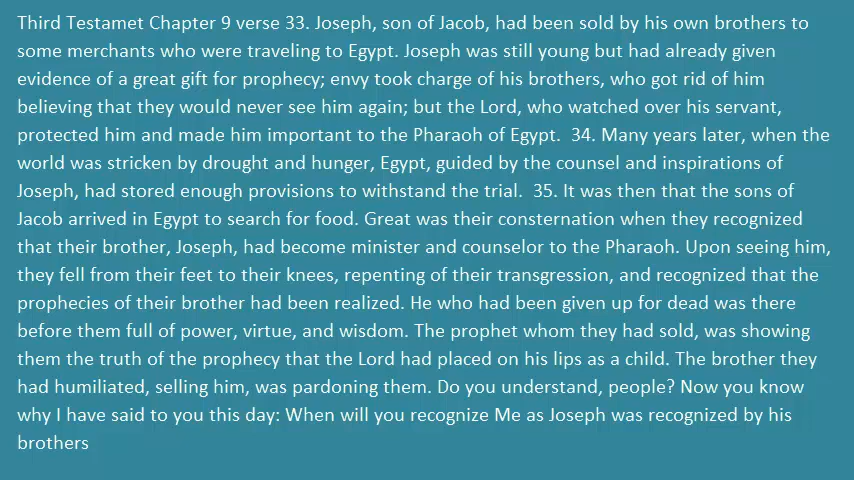 Third Testamet Chapter 9 verse 33. Joseph, son of Jacob, had been sold by his own brothers to
some merchants who were traveling to Egypt. Joseph was still young but had already given
evidence of a great gift for prophecy; envy took charge of his brothers, who got rid of him
believing that they would never see him again; but the Lord, who watched over his servant,
protected him and made him important to the Pharaoh of Egypt.  34. Many years later, when the
world was stricken by drought and hunger, Egypt, guided by the counsel and inspirations of
Joseph, had stored enough provisions to withstand the trial.  35. It was then that the sons of
Jacob arrived in Egypt to search for food. Great was their consternation when they recognized
that their brother, Joseph, had become minister and counselor to the Pharaoh. Upon seeing him,
they fell from their feet to their knees, repenting of their transgression, and recognized that the
prophecies of their brother had been realized. He who had been given up for dead was there
before them full of power, virtue, and wisdom. The prophet whom they had sold, was showing
them the truth of the prophecy that the Lord had placed on his lips as a child. The brother they
had humiliated, selling him, was pardoning them. Do you understand, people? Now you know
why I have said to you this day: When will you recognize Me as Joseph was recognized by his
brothers